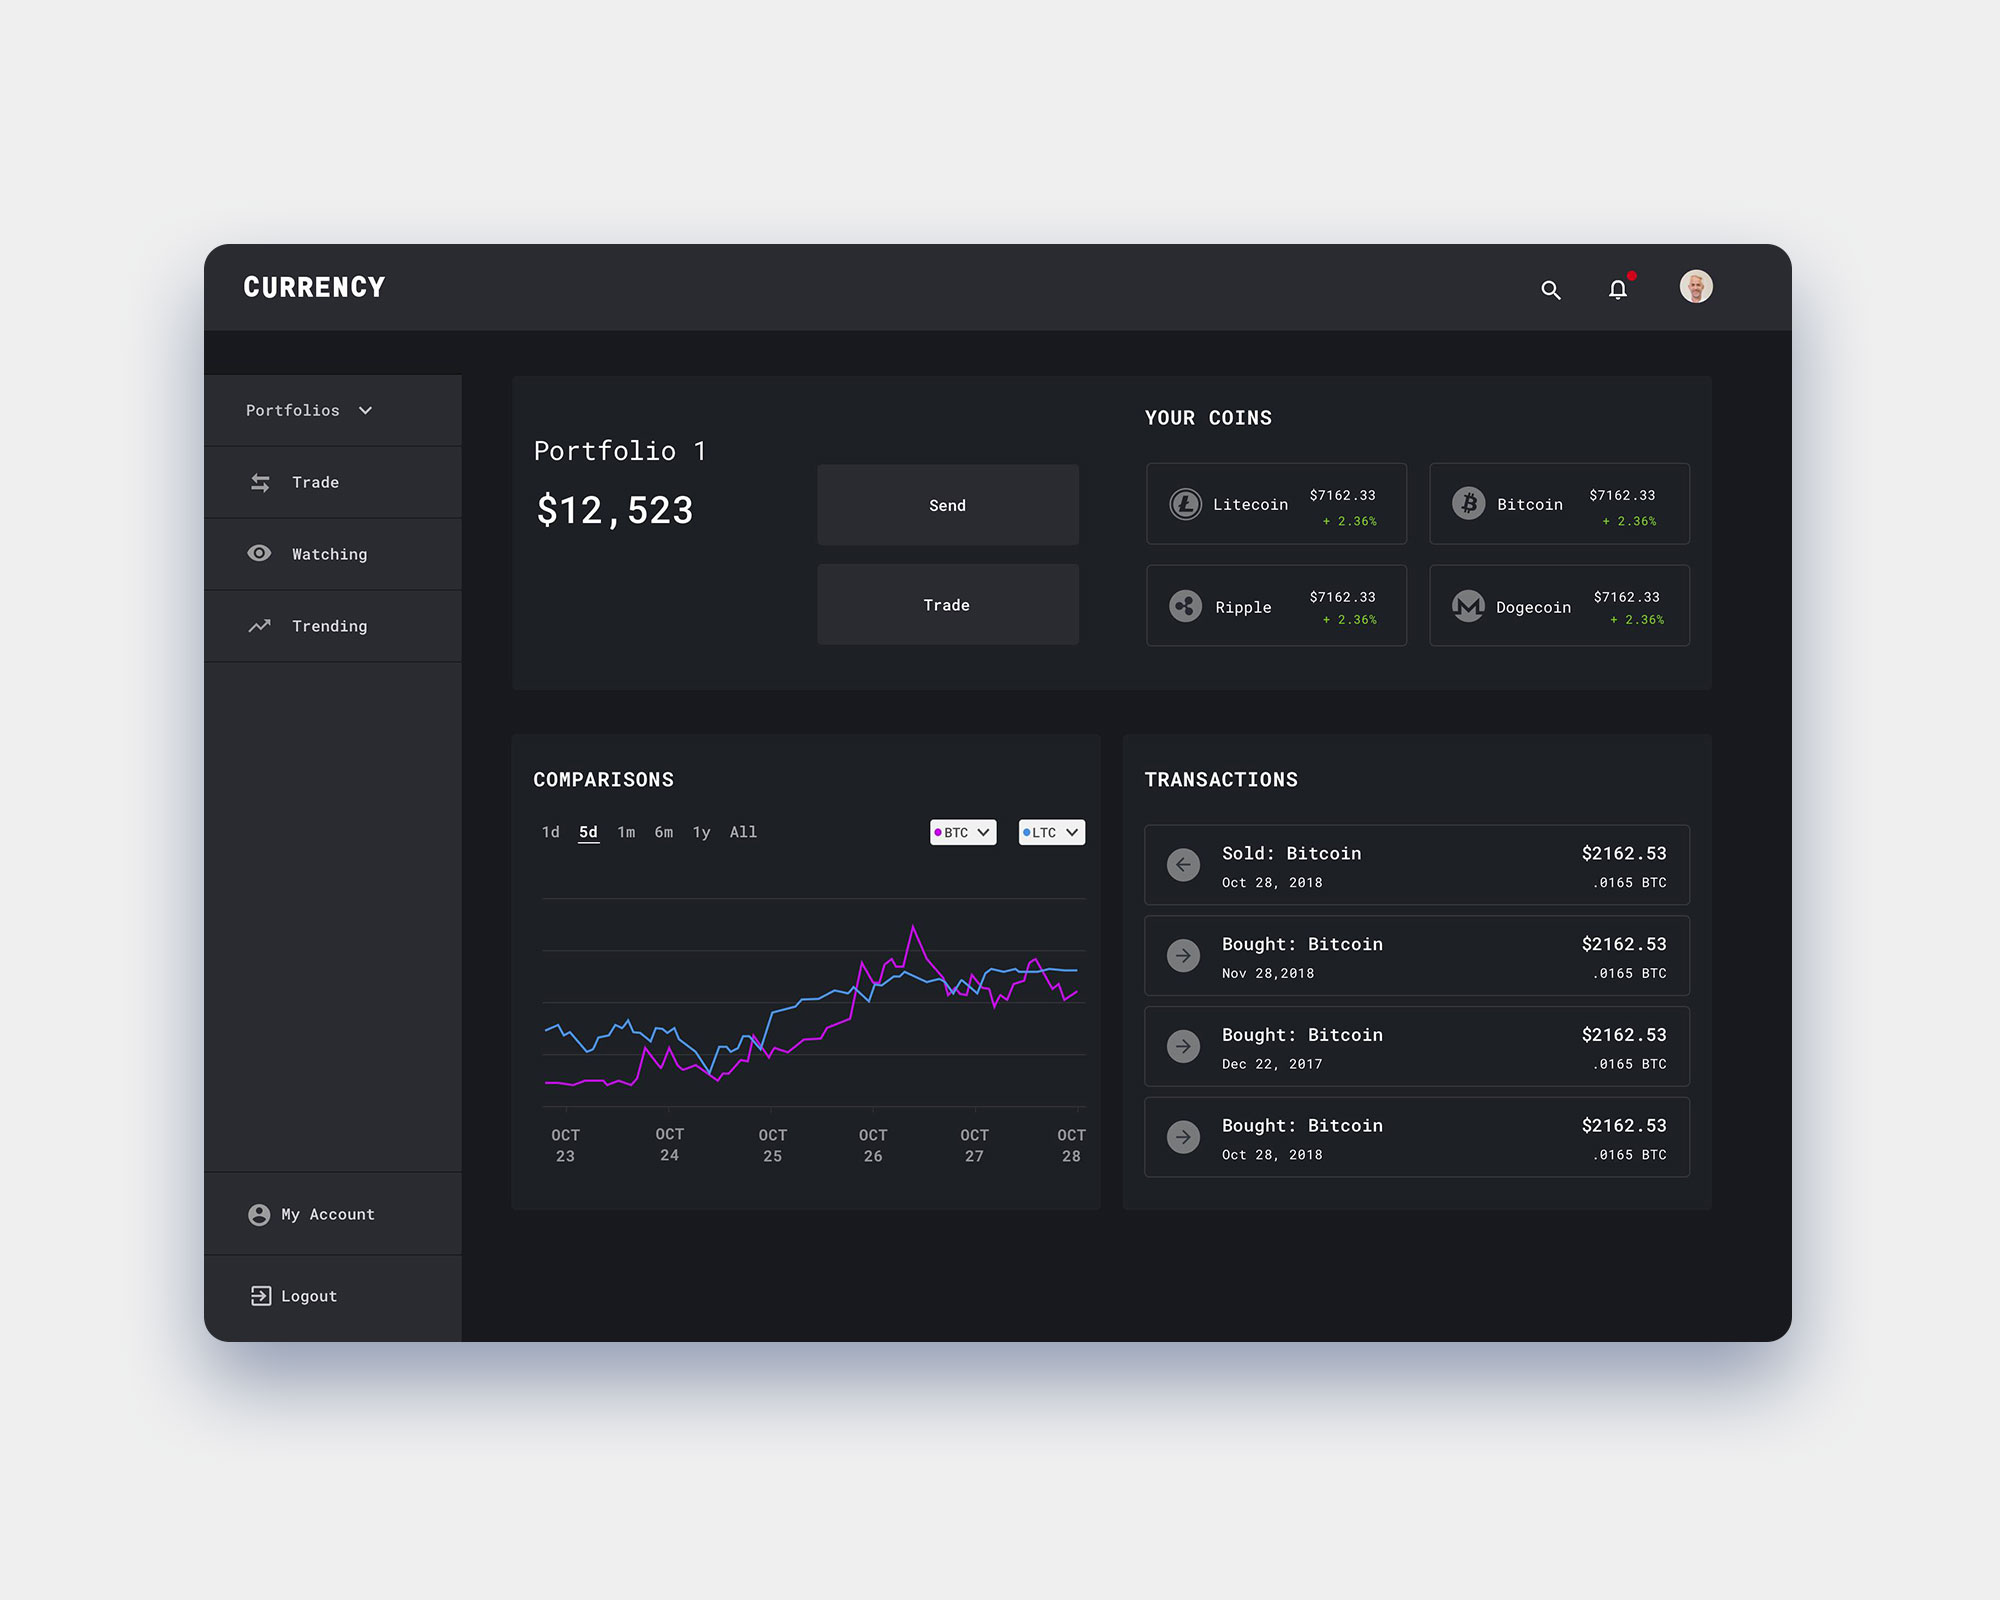 CURRENCY
Portfolios
Trade
Watching
Trending
My Account
Logout
Portfolio 1
$12,523
Send
Trade
YOUR COINS
Litecoin $7162.33
+ 2.36%
Bitcoin $7162.33
+ 2.36%
Ripple $7162.33
+ 2.36%
Dogecoin $7162.33
+ 2.36%
COMPARISONS
1d 5d 1m 6m 1y All BTC LTC
OCT OCT OCT OCT OCT OCT
23 24 25 26 27 28
TRANSACTIONS
Sold: Bitcoin $2162.53
Oct 28, 2018 .0165 BTC
Bought: Bitcoin $2162.53
Nov 28,2018 .0165 BTC
Bought: Bitcoin $2162.53
Dec 22, 2017 .0165 BTC
Bought: Bitcoin $2162.53
Oct 28, 2018 .0165 BTC